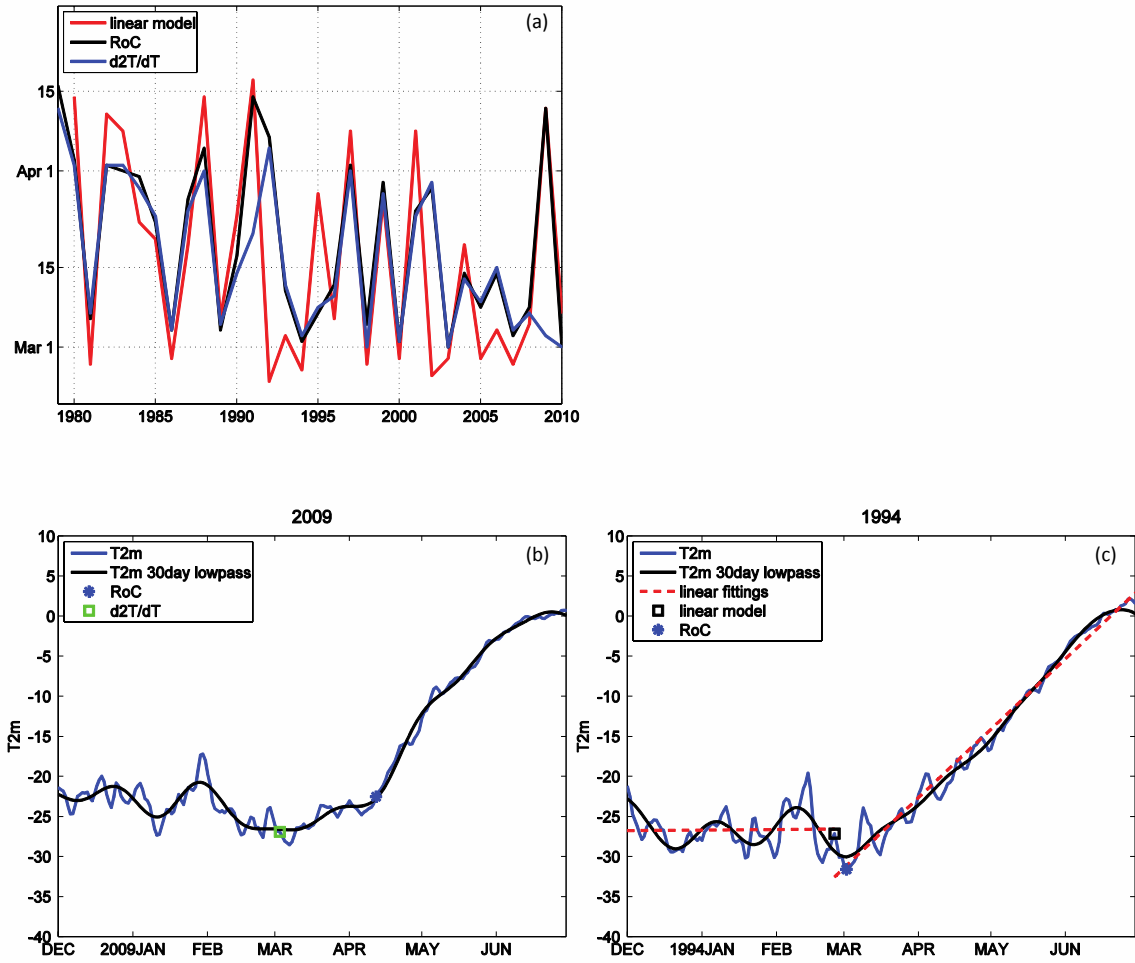 (a)
linear model
RoC
d2T/dT
15
Apr 1
15
Mar 1
1980 1985 1990 1995 2000 2005 2010
2009
10
5
0
-5
-10
-15
-20
-25
-30
-35
-40
T2m
T2m
T2m 30day lowpass
RoC
d2T/dT
(b)
DEC 2009JAN FEB MAR APR MAY JUN
1994
10
5
0
-5
-10
-15
-20
-25
-30
-35
-40
T2m
T2m
T2m 30day lowpass
linear fittings
linear model
RoC
(c)
DEC 1994JAN FEB MAR APR MAY JUN